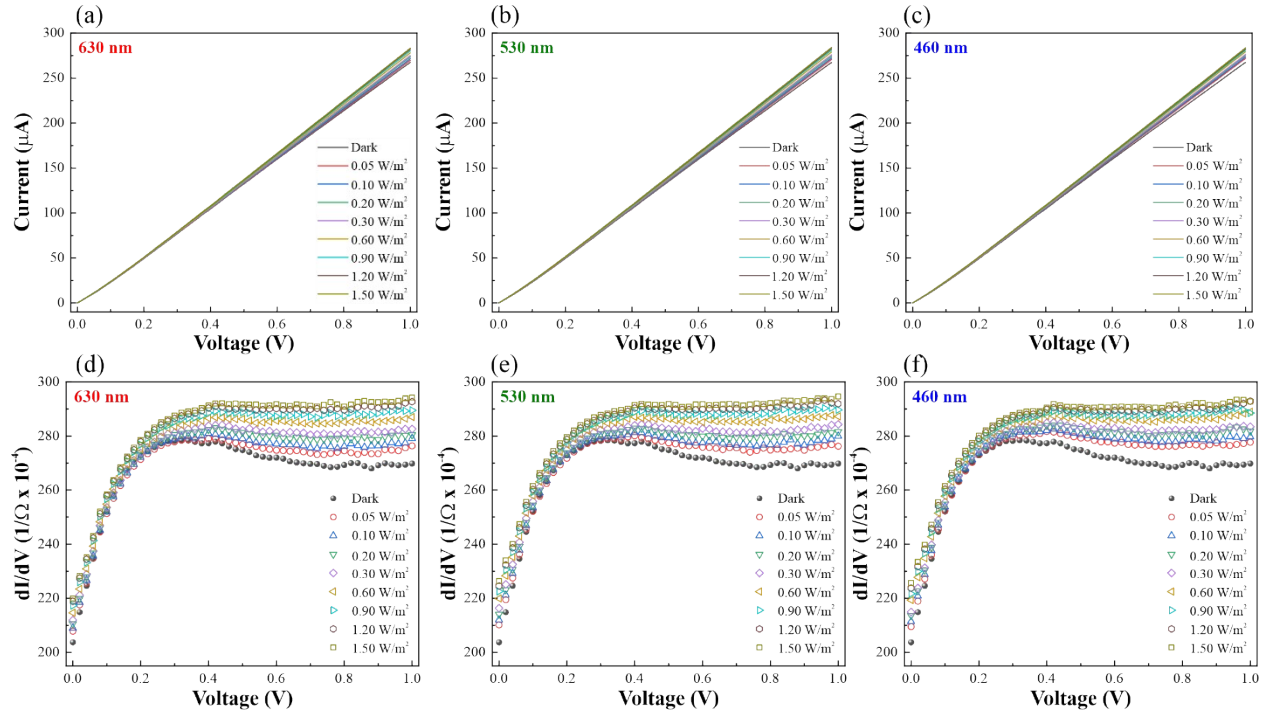 (a)
630 nm
Current (μA)
300
250
200
150
100
50
0
Dark
0.05 W/m²
0.10 W/m²
0.20 W/m²
0.30 W/m²
0.60 W/m²
0.90 W/m²
1.20 W/m²
1.50 W/m²
0.0 0.2 0.4 0.6 0.8 1.0
Voltage (V)
(b)
530 nm
Current (μA)
300
250
200
150
100
50
0
Dark
0.05 W/m²
0.10 W/m²
0.20 W/m²
0.30 W/m²
0.60 W/m²
0.90 W/m²
1.20 W/m²
1.50 W/m²
0.0 0.2 0.4 0.6 0.8 1.0
Voltage (V)
(c)
460 nm
Current (μA)
300
250
200
150
100
50
0
Dark
0.05 W/m²
0.10 W/m²
0.20 W/m²
0.30 W/m²
0.60 W/m²
0.90 W/m²
1.20 W/m²
1.50 W/m²
0.0 0.2 0.4 0.6 0.8 1.0
Voltage (V)
(d)
630 nm
dI/dV (1/Ω x 10⁻⁴)
300
280
260
240
220
200
Dark
0.05 W/m²
0.10 W/m²
0.20 W/m²
0.30 W/m²
0.60 W/m²
0.90 W/m²
1.20 W/m²
1.50 W/m²
0.0 0.2 0.4 0.6 0.8 1.0
Voltage (V)
(e)
530 nm
dI/dV (1/Ω x 10⁻⁴)
300
280
260
240
220
200
Dark
0.05 W/m²
0.10 W/m²
0.20 W/m²
0.30 W/m²
0.60 W/m²
0.90 W/m²
1.20 W/m²
1.50 W/m²
0.0 0.2 0.4 0.6 0.8 1.0
Voltage (V)
(f)
460 nm
dI/dV (1/Ω x 10⁻⁴)
300
280
260
240
220
200
Dark
0.05 W/m²
0.10 W/m²
0.20 W/m²
0.30 W/m²
0.60 W/m²
0.90 W/m²
1.20 W/m²
1.50 W/m²
0.0 0.2 0.4 0.6 0.8 1.0
Voltage (V)